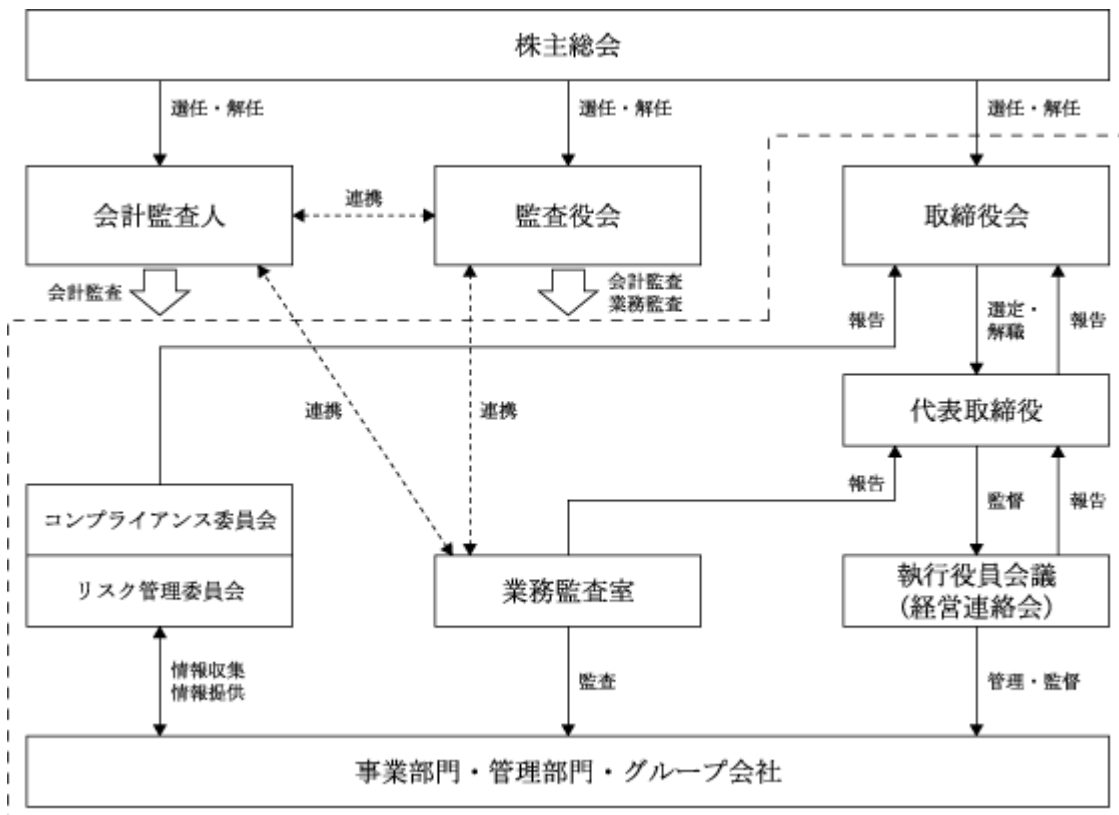 株主総会
選任・解任
選任・解任
選任・解任
会計監査人
連携
監査役会
取締役会
会計監査
会計監査
業務監査
報告
選定・
解職
報告
連携
連携
代表取締役
報告
監督
報告
コンプライアンス委員会
リスク管理委員会
業務監査室
執行役員会議
(経営連絡会)
情報収集
情報提供
監査
管理・監督
事業部門・管理部門・グループ会社